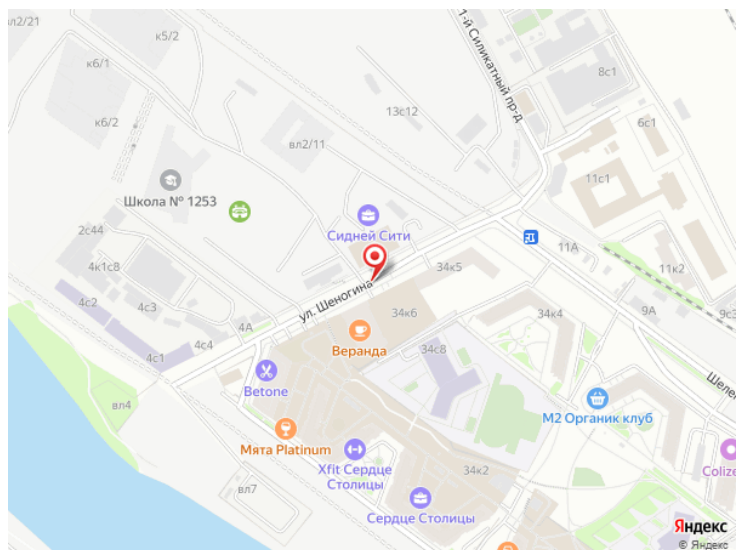 вл2/21
к5/2
к6/1
к6/2
1-й Силикатный пр-д
8с1
13с12
6с1
вл2/11
11с1
Школа № 1253
Сидней Сити
2с44
11А
4к1с8
34к5
11к2
4с2
ул. Шеногина
4с3
9А
9с3
4А
34к6
34к4
4с4
Веранда
34с8
4с1
Шеле
Betone
вл4
М2 Органик клуб
Мята Platinum
Xfit Сердце
Столицы
34к2
Colize
вл7
Сердце Столицы
Яндекс
© Яндекс